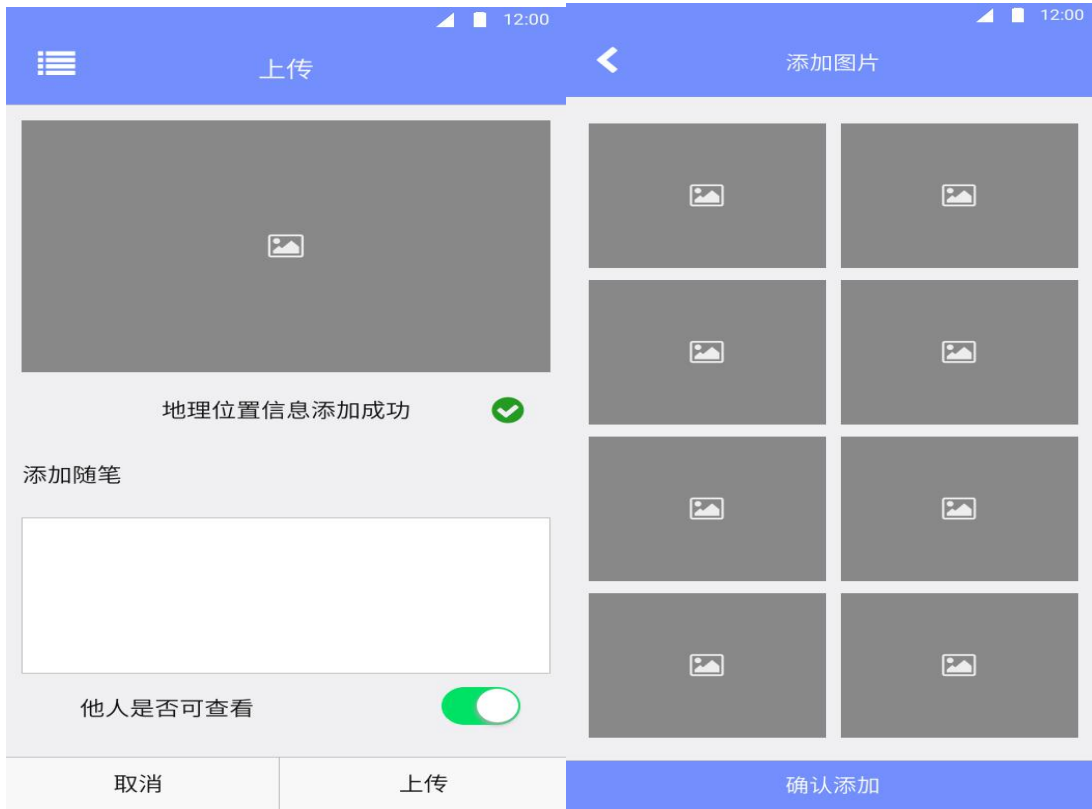 12:00
上传
地理位置信息添加成功
添加随笔
他人是否可查看
取消
上传
12:00
添加图片
确认添加